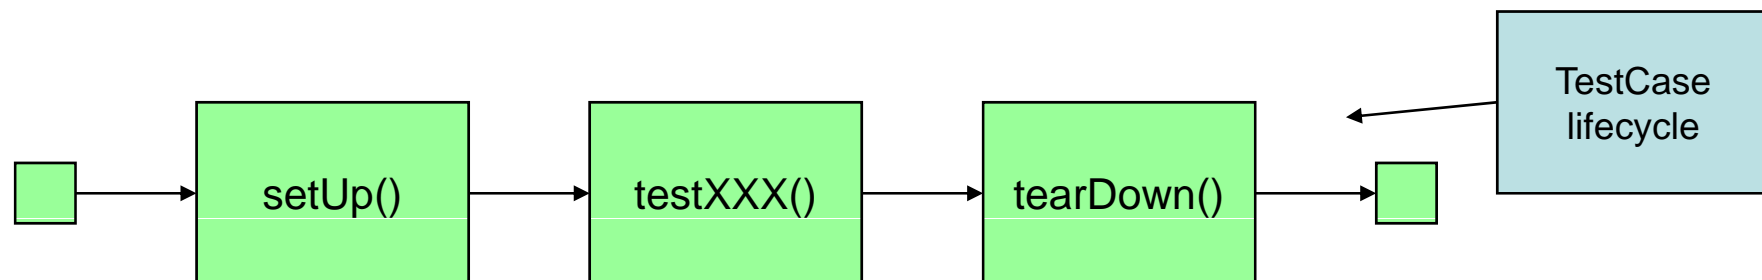 TestCase
lifecycle
setUp()
testXXX()
tearDown()